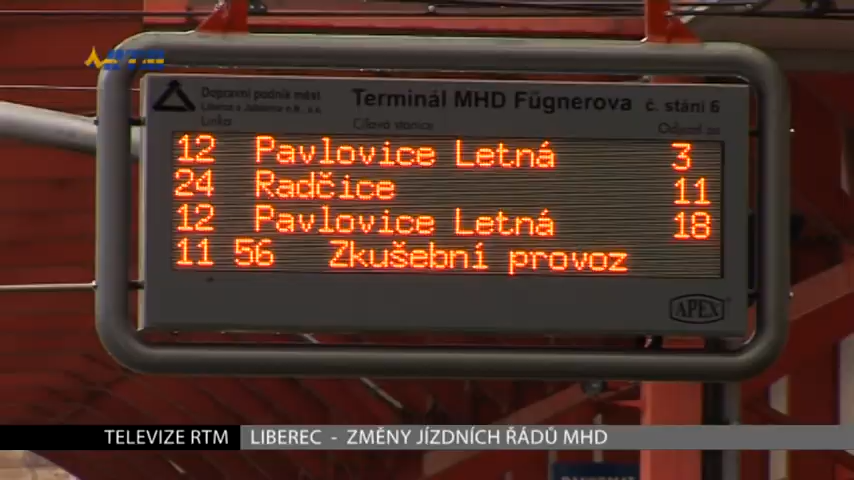 RTM
Dopravní podnik měst
Liberce a Jablonce n.N., a.s.
Terminál MHD Fügnerova č. stání 6
Linka Cílová stanice Odjezd za
12 Pavlovice Letná 3
24 Radčice 11
12 Pavlovice Letná 18
11 56 Zkušební provoz
APEX
TELEVIZE RTM LIBEREC - ZMĚNY JÍZDNÍCH ŘÁDŮ MHD